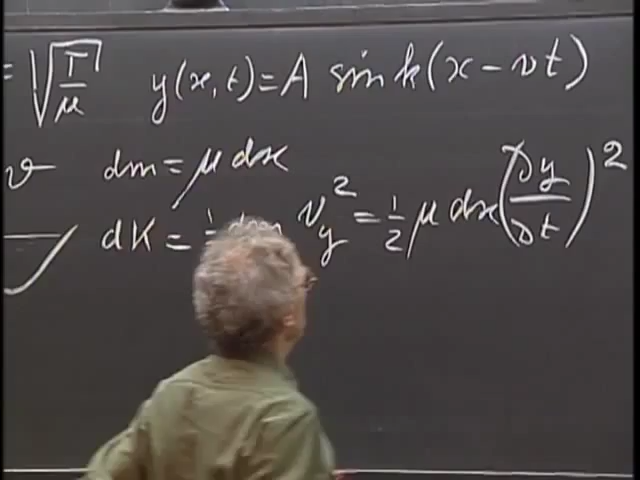 = √(T/μ)   y(x,t) = A sin k(x − vt)
v   dm = μ dx
dK = ½ dm v_y² = ½ μ dx (∂y/∂t)²